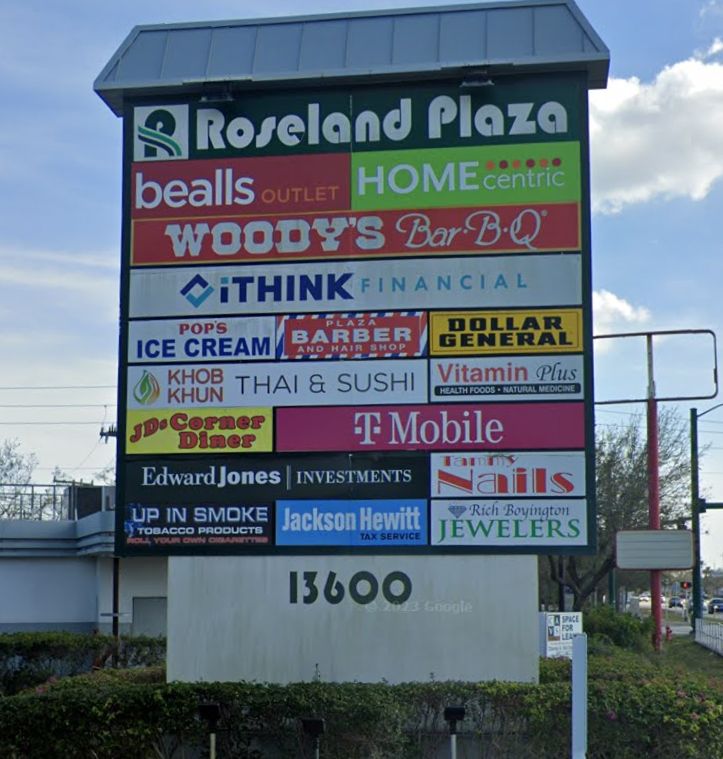 Roseland Plaza
bealls OUTLET
HOMEcentric
WOODY'S Bar·B·Q
iTHINK FINANCIAL
POP'S
ICE CREAM
PLAZA
BARBER
AND HAIR SHOP
DOLLAR
GENERAL
KHOB
KHUN
THAI & SUSHI
Vitamin Plus
HEALTH FOODS • NATURAL MEDICINE
JD's Corner
Diner
T Mobile
Edward Jones | INVESTMENTS
Tammy
Nails
UP IN SMOKE
TOBACCO PRODUCTS
ROLL YOUR OWN CIGARETTES
Jackson Hewitt
TAX SERVICE
Rich Boyington
JEWELERS
13600
© 2023 Google
SPACE
FOR